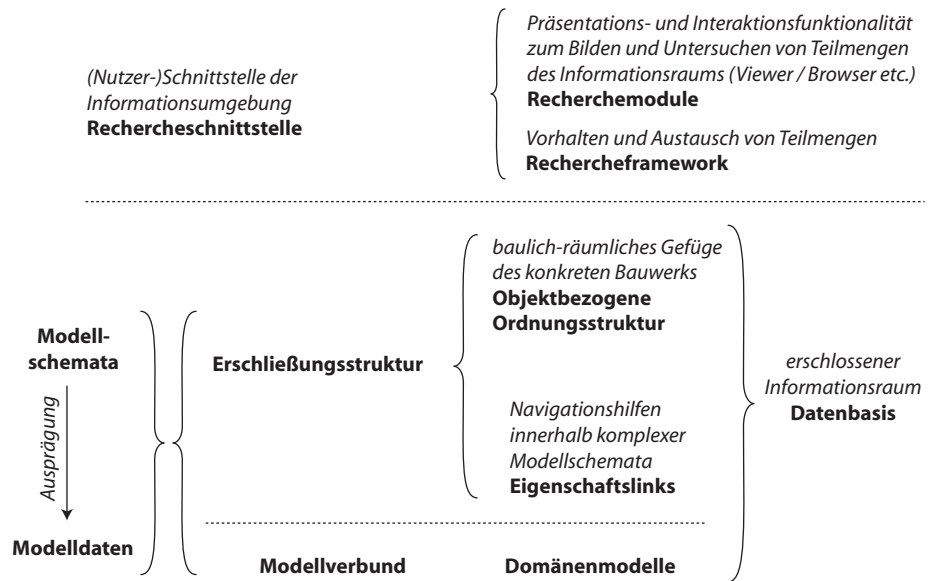 (Nutzer-)Schnittstelle der
Informationsumgebung
Rechercheschnittstelle
Präsentations- und Interaktionsfunktionalität
zum Bilden und Untersuchen von Teilmengen
des Informationsraums (Viewer / Browser etc.)
Recherchemodule
Vorhalten und Austausch von Teilmengen
Rechercheframework
Modell-
schemata
Ausprägung
Modelldaten
Erschließungsstruktur
baulich-räumliches Gefüge
des konkreten Bauwerks
Objektbezogene
Ordnungsstruktur
Navigationshilfen
innerhalb komplexer
Modellschemata
Eigenschaftslinks
Modellverbund
Domänenmodelle
erschlossener
Informationsraum
Datenbasis